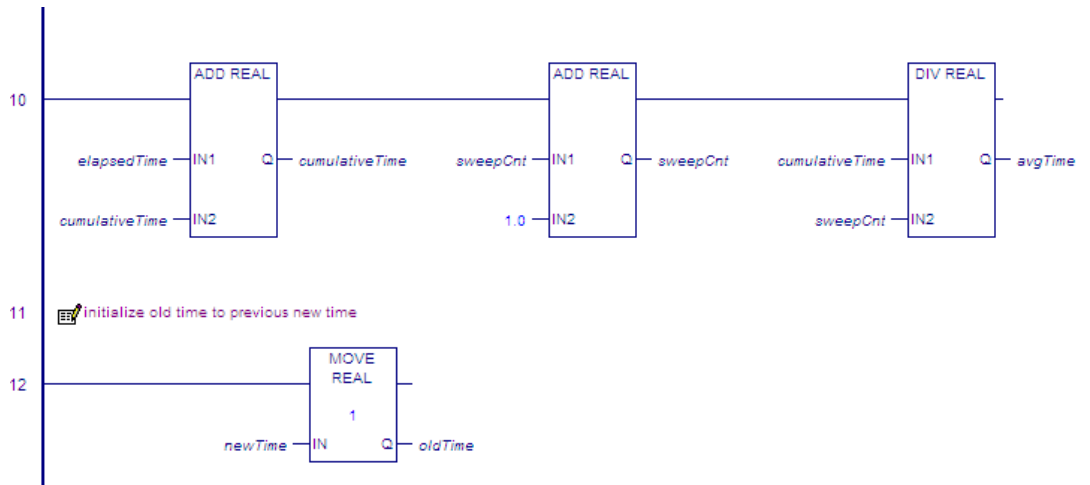 ADD REAL ADD REAL DIV REAL
10
elapsedTime IN1 Q cumulativeTime sweepCnt IN1 Q sweepCnt cumulativeTime IN1 Q avgTime
cumulativeTime IN2 1.0 IN2 sweepCnt IN2
11 initialize old time to previous new time
MOVE
12 REAL
1
newTime IN Q oldTime